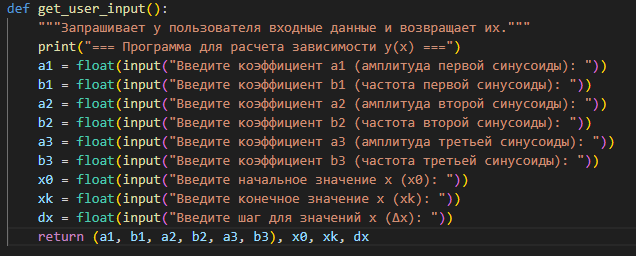 def get_user_input():
    """Запрашивает у пользователя входные данные и возвращает их."""
    print("=== Программа для расчета зависимости y(x) ===")
    a1 = float(input("Введите коэффициент a1 (амплитуда первой синусоиды): "))
    b1 = float(input("Введите коэффициент b1 (частота первой синусоиды): "))
    a2 = float(input("Введите коэффициент a2 (амплитуда второй синусоиды): "))
    b2 = float(input("Введите коэффициент b2 (частота второй синусоиды): "))
    a3 = float(input("Введите коэффициент a3 (амплитуда третьей синусоиды): "))
    b3 = float(input("Введите коэффициент b3 (частота третьей синусоиды): "))
    x0 = float(input("Введите начальное значение x (x0): "))
    xk = float(input("Введите конечное значение x (xk): "))
    dx = float(input("Введите шаг для значений x (Δx): "))
    return (a1, b1, a2, b2, a3, b3), x0, xk, dx